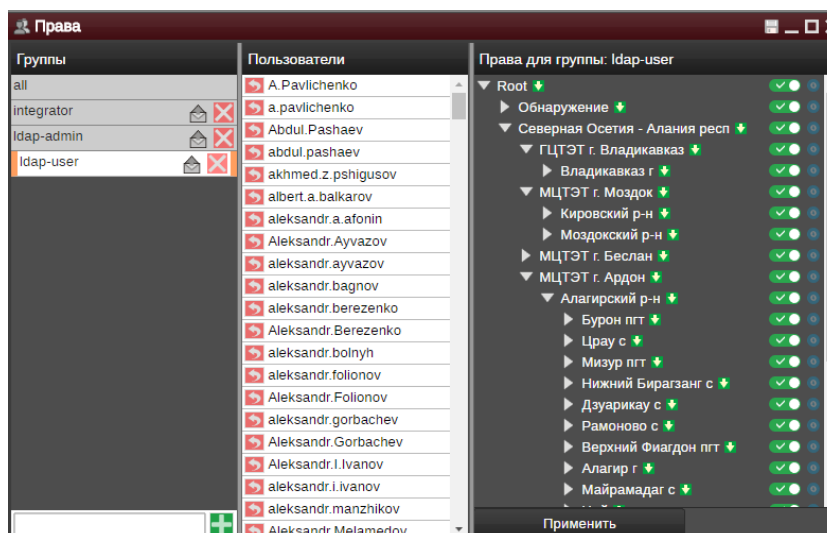 Права
Группы
all
integrator
ldap-admin
ldap-user
Пользователи
A.Pavlichenko
a.pavlichenko
Abdul.Pashaev
abdul.pashaev
akhmed.z.pshigusov
albert.a.balkarov
aleksandr.a.afonin
Aleksandr.Ayvazov
aleksandr.ayvazov
aleksandr.bagnov
aleksandr.berezenko
Aleksandr.Berezenko
aleksandr.bolnyh
aleksandr.folionov
Aleksandr.Folionov
aleksandr.gorbachev
Aleksandr.Gorbachev
Aleksandr.I.Ivanov
aleksandr.i.ivanov
aleksandr.manzhikov
Aleksandr.Melamedov
Права для группы: ldap-user
Root
Обнаружение
Северная Осетия - Алания респ
ГЦТЭТ г. Владикавказ
Владикавказ г
МЦТЭТ г. Моздок
Кировский р-н
Моздокский р-н
МЦТЭТ г. Беслан
МЦТЭТ г. Ардон
Алагирский р-н
Бурон пгт
Црау с
Мизур пгт
Нижний Бирагзанг с
Дзуарикау с
Рамоново с
Верхний Фиагдон пгт
Алагир г
Майрамадаг с
Применить